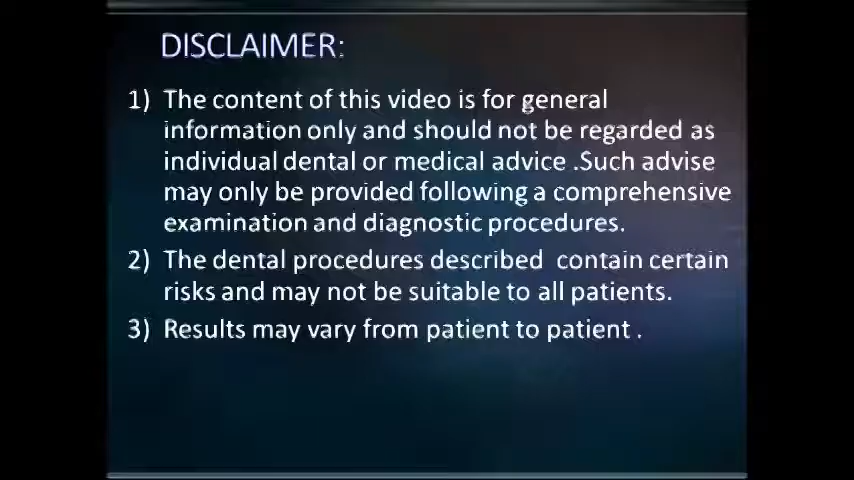 DISCLAIMER:
1) The content of this video is for general
information only and should not be regarded as
individual dental or medical advice .Such advise
may only be provided following a comprehensive
examination and diagnostic procedures.
2) The dental procedures described contain certain
risks and may not be suitable to all patients.
3) Results may vary from patient to patient .